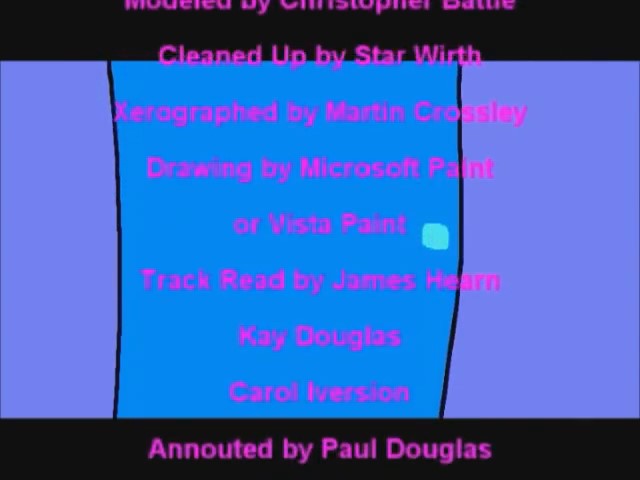 Modeled by Christopher Battle
Cleaned Up by Star Wirth
Xerographed by Martin Crossley
Drawing by Microsoft Paint
or Vista Paint
Track Read by James Hearn
Kay Douglas
Carol Iversion
Annouted by Paul Douglas